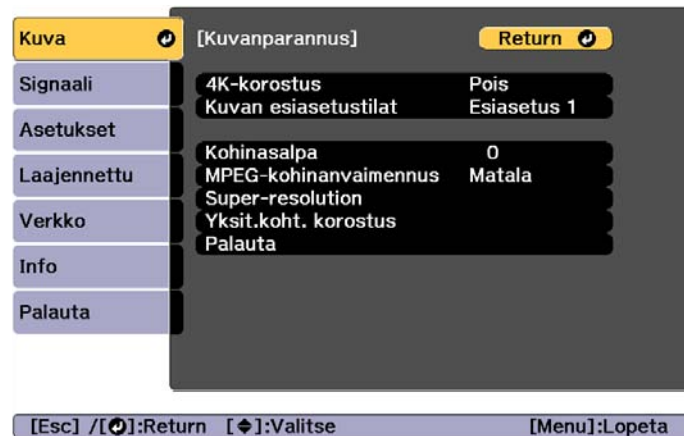 Kuva
Signaali
Asetukset
Laajennettu
Verkko
Info
Palauta
[Kuvanparannus] Return
4K-korostus Pois
Kuvan esiasetustilat Esiasetus 1
Kohinasalpa 0
MPEG-kohinanvaimennus Matala
Super-resolution
Yksit.koht. korostus
Palauta
[Esc] /[]:Return []:Valitse [Menu]:Lopeta